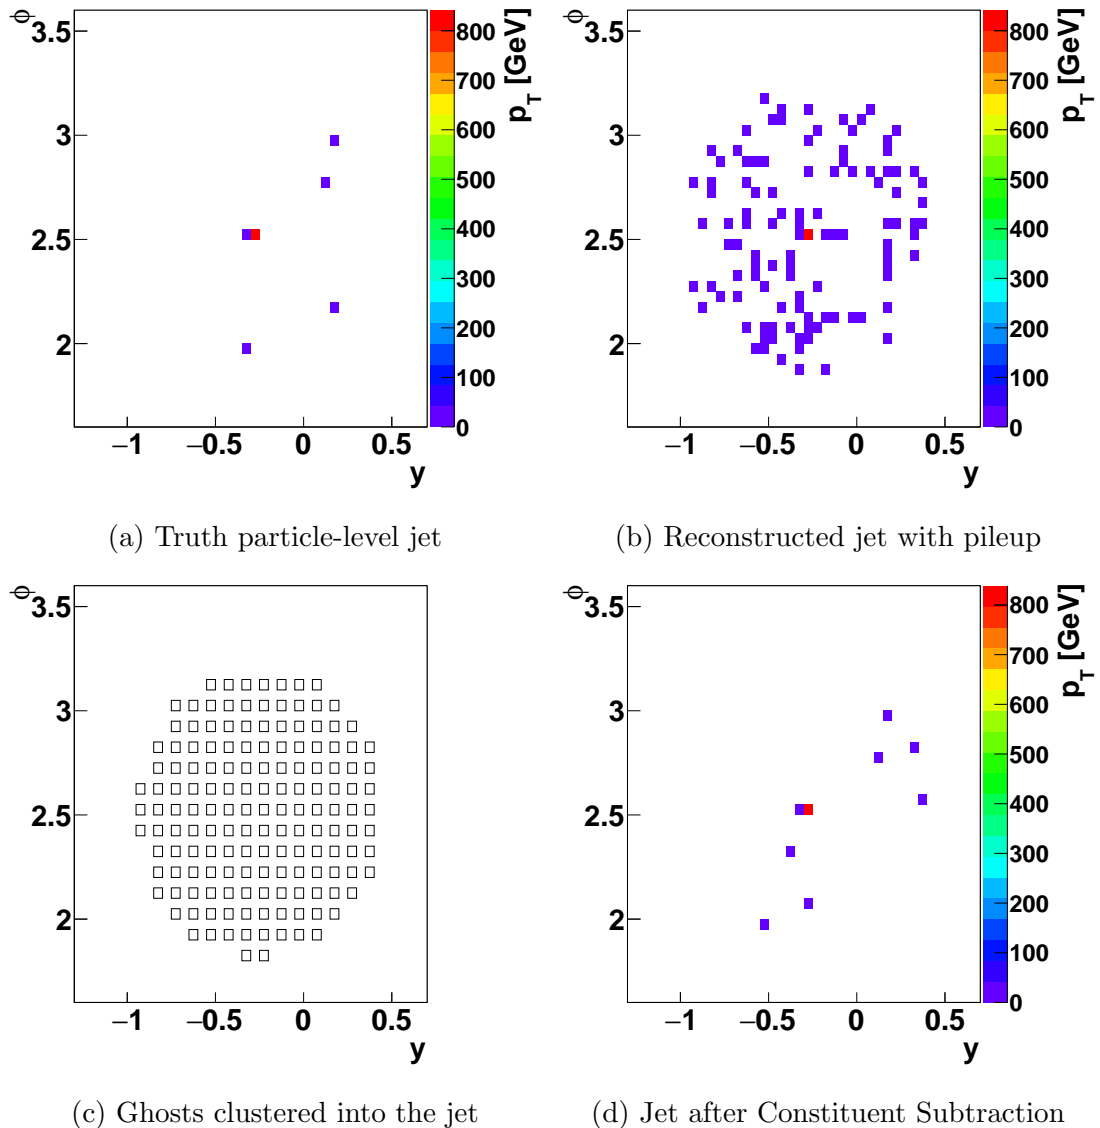 ϕ
3.5
3
2.5
2
−1 −0.5 0 0.5
y
800
700
600
500
400
300
200
100
0
p_T [GeV]
(a) Truth particle-level jet
ϕ
3.5
3
2.5
2
−1 −0.5 0 0.5
y
800
700
600
500
400
300
200
100
0
p_T [GeV]
(b) Reconstructed jet with pileup
ϕ
3.5
3
2.5
2
−1 −0.5 0 0.5
y
(c) Ghosts clustered into the jet
ϕ
3.5
3
2.5
2
−1 −0.5 0 0.5
y
800
700
600
500
400
300
200
100
0
p_T [GeV]
(d) Jet after Constituent Subtraction